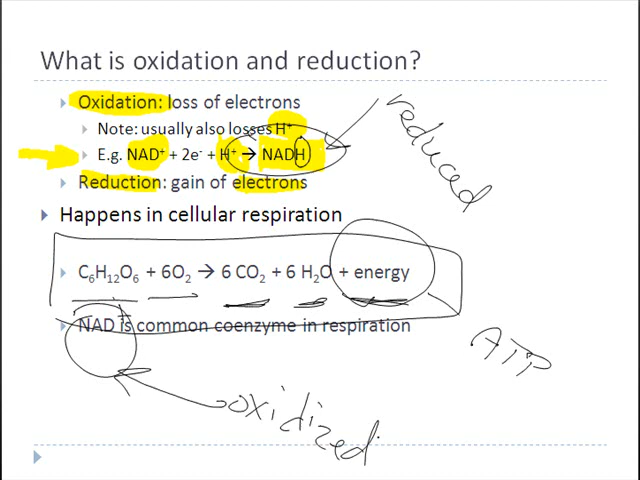 What is oxidation and reduction?
Oxidation: loss of electrons
Note: usually also losses H⁺
E.g. NAD⁺ + 2e⁻ + H⁺ → NADH
Reduction: gain of electrons
reduced
Happens in cellular respiration
C₆H₁₂O₆ + 6O₂ → 6 CO₂ + 6 H₂O + energy
NAD is common coenzyme in respiration
ATP
oxidized